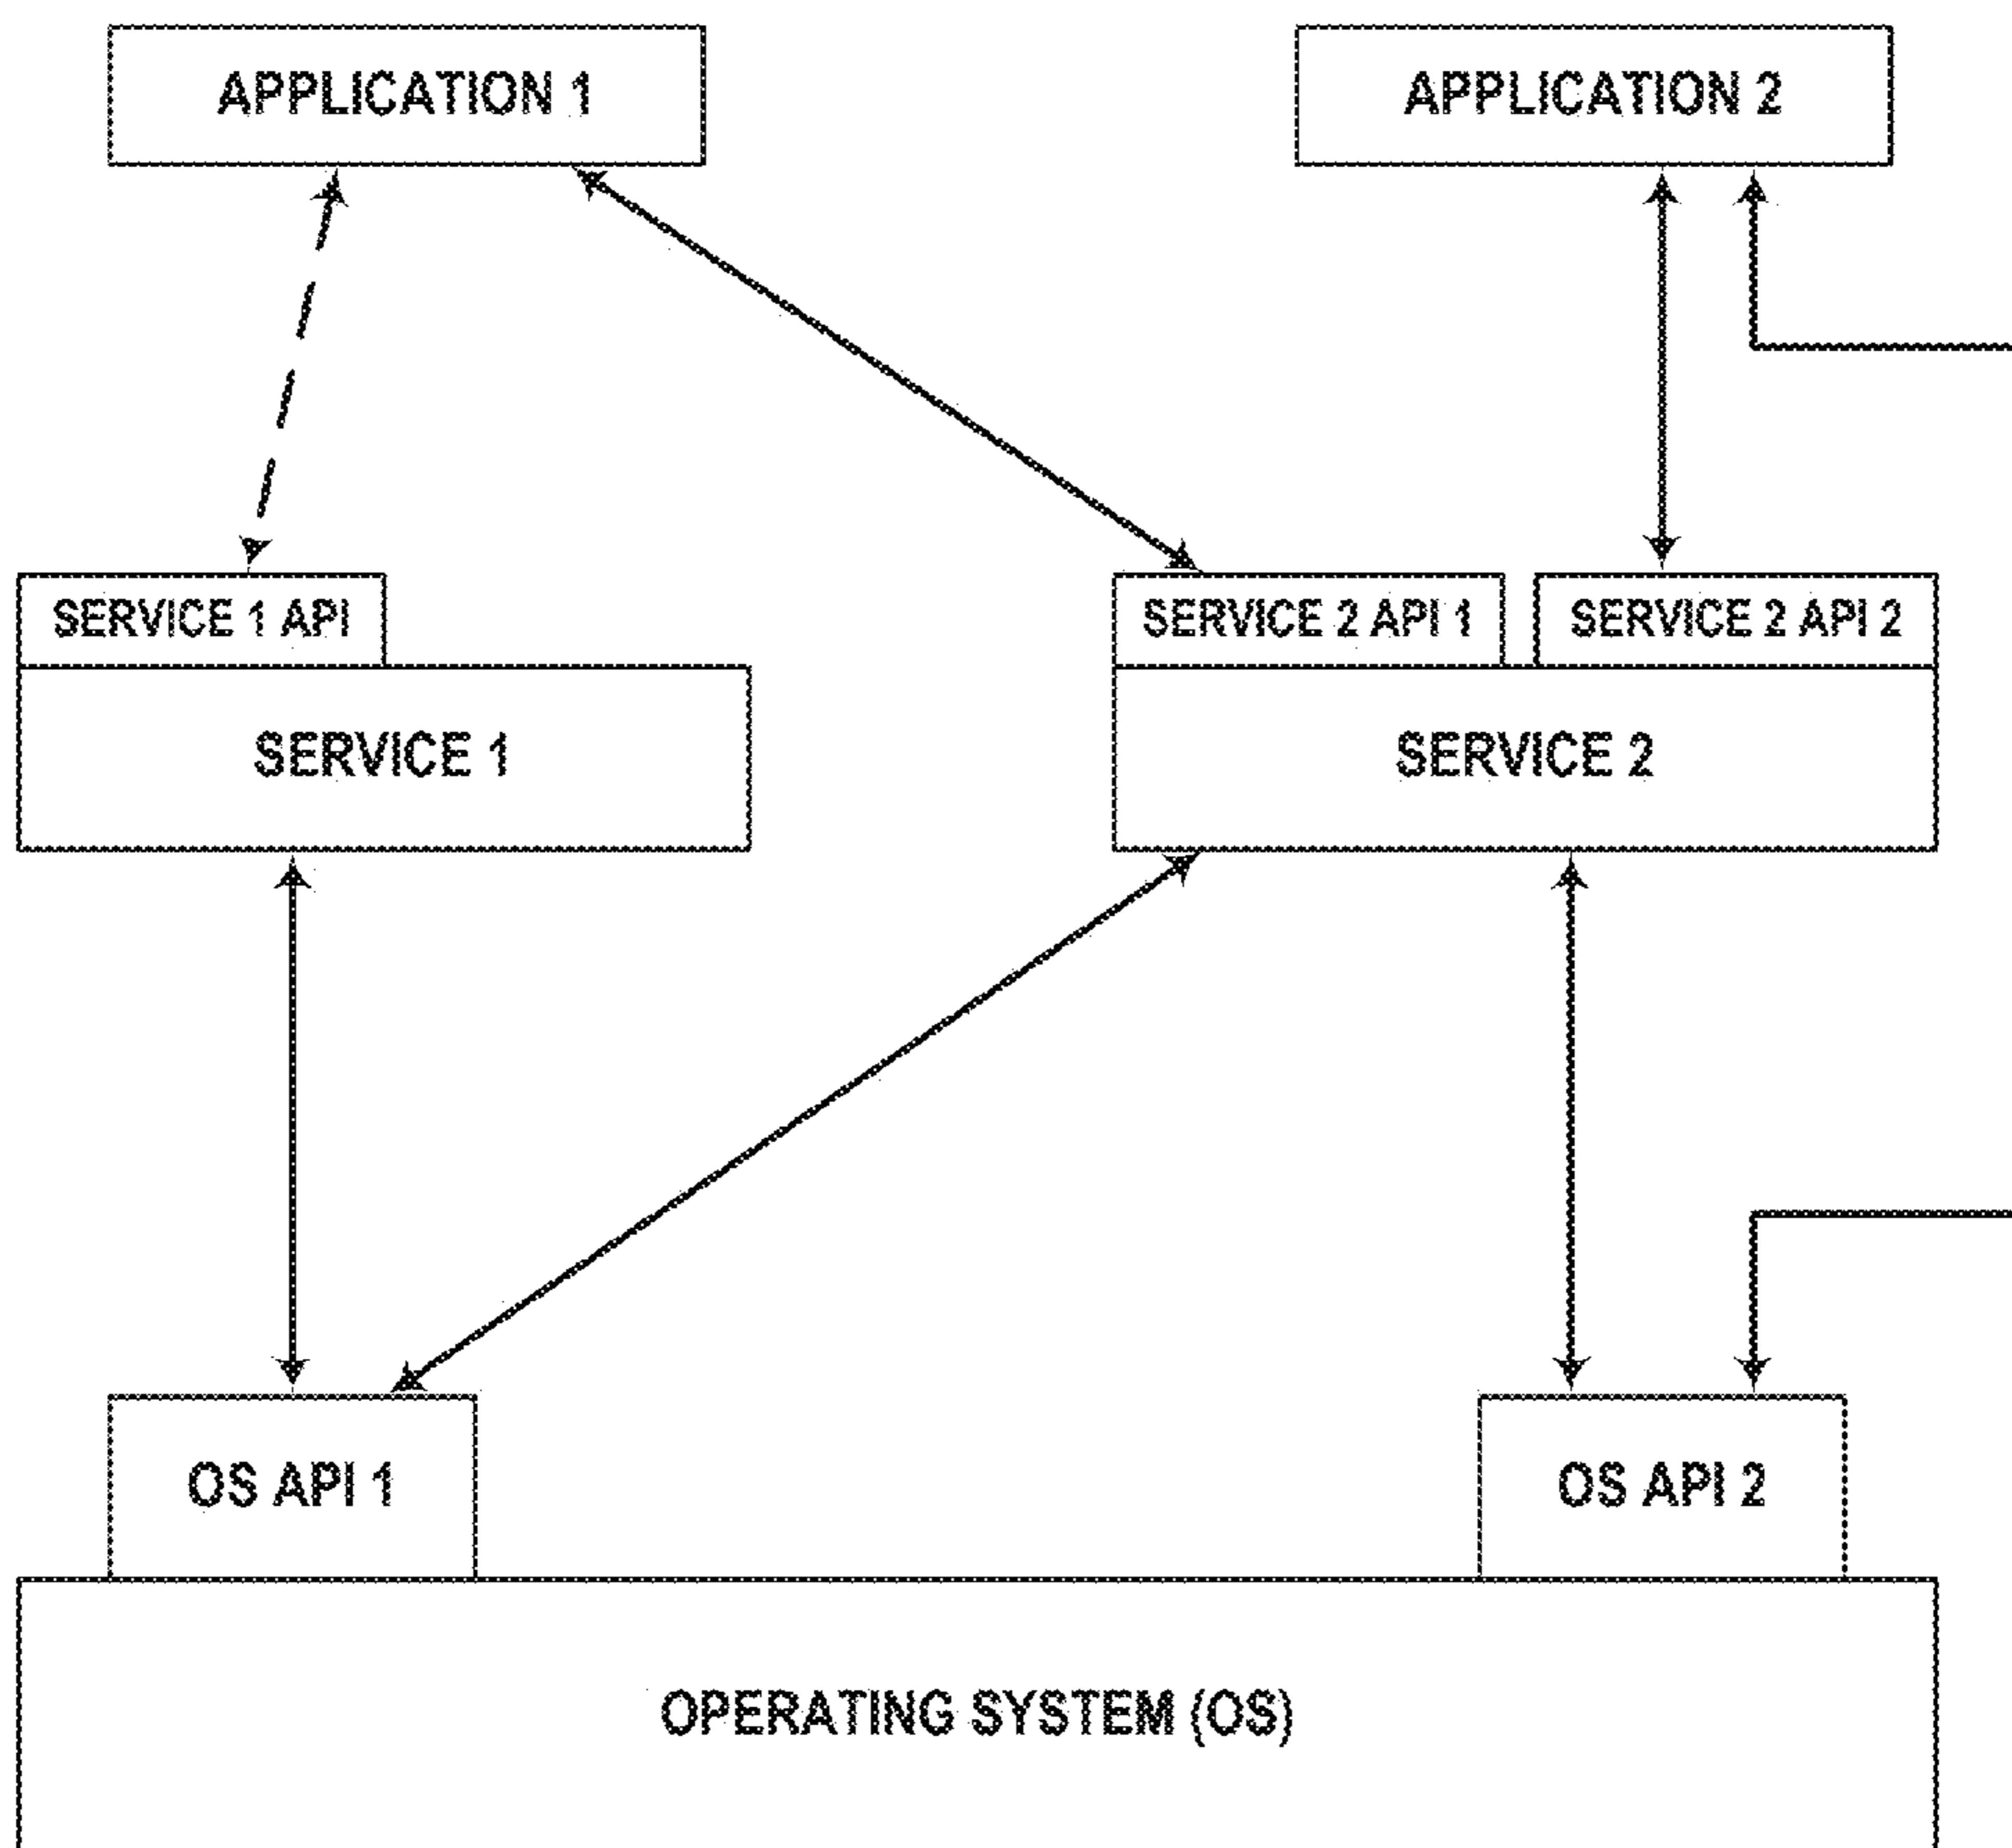 APPLICATION 1
APPLICATION 2
SERVICE 1 API
SERVICE 2 API 1
SERVICE 2 API 2
SERVICE 1
SERVICE 2
OS API 1
OS API 2
OPERATING SYSTEM (OS)